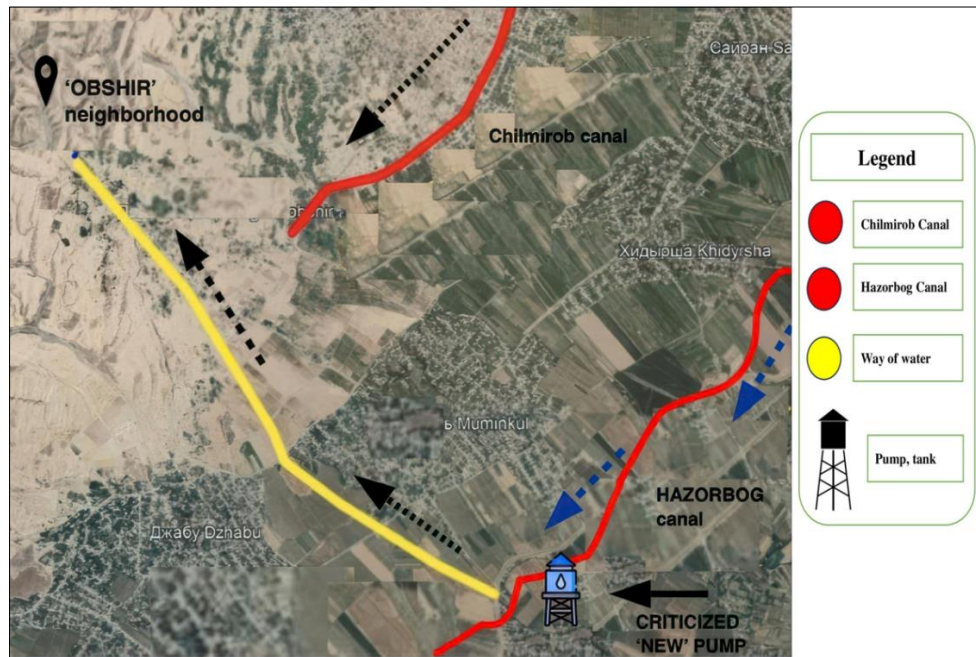 Сайран Sa
'OBSHIR'
neighborhood
Chilmirob canal
Хидырша Khidyrsha
ь Muminkul
HAZORBOG
canal
Джабу Dzhabu
CRITICIZED
'NEW' PUMP
Legend
Chilmirob Canal
Hazorbog Canal
Way of water
Pump, tank